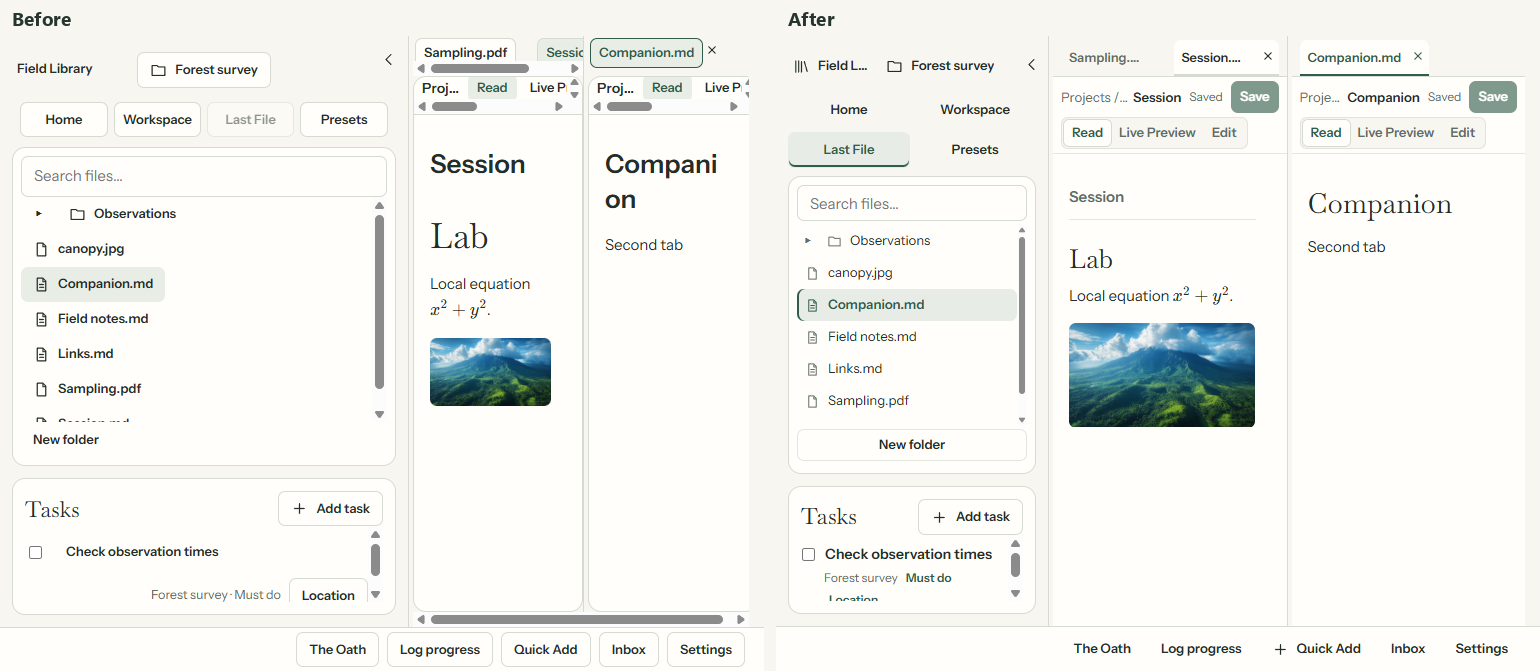 Before
Field Library
Forest survey
Home
Workspace
Last File
Presets
Search files...
Observations
canopy.jpg
Companion.md
Field notes.md
Links.md
Sampling.pdf
Session.md
New folder
Tasks
+ Add task
Check observation times
Forest survey · Must do
Location
Sampling.pdf
Sessio
Proj...
Read
Live P
Session
Lab
Local equation
x² + y².
Companion.md ×
Proj...
Read
Live P
Compani
on
Second tab
The Oath
Log progress
Quick Add
Inbox
Settings
After
Field L...
Forest survey
Home
Workspace
Last File
Presets
Search files...
Observations
canopy.jpg
Companion.md
Field notes.md
Links.md
Sampling.pdf
New folder
Tasks
+ Add task
Check observation times
Forest survey Must do
Location
Sampling....
Session.... ×
Projects /... Session Saved Save
Read Live Preview Edit
Session
Lab
Local equation x² + y².
Companion.md ×
Proje... Companion Saved Save
Read Live Preview Edit
Companion
Second tab
The Oath
Log progress
+ Quick Add
Inbox
Settings